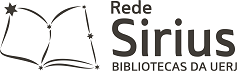 Rede
Sirius
BIBLIOTECAS DA UERJ